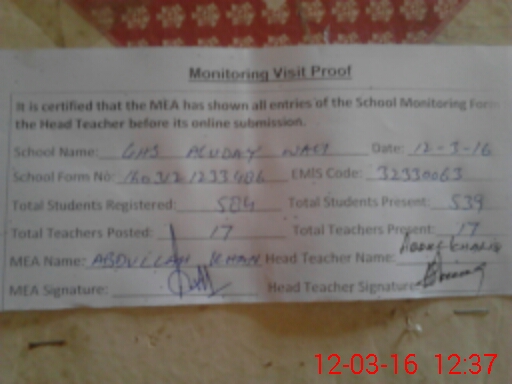 Monitoring Visit Proof
It is certified that the MEA has shown all entries of the School Monitoring Form
the Head Teacher before its online submission.
School Name: GHS Date: 12-3-16
School Form No: EMIS Code: 32330063
Total Students Registered: 584 Total Students Present: 539
Total Teachers Posted: 17 Total Teachers Present: 17
MEA Name: ABDULLAH KHAN Head Teacher Name:
MEA Signature: Head Teacher Signature
12-03-16 12:37